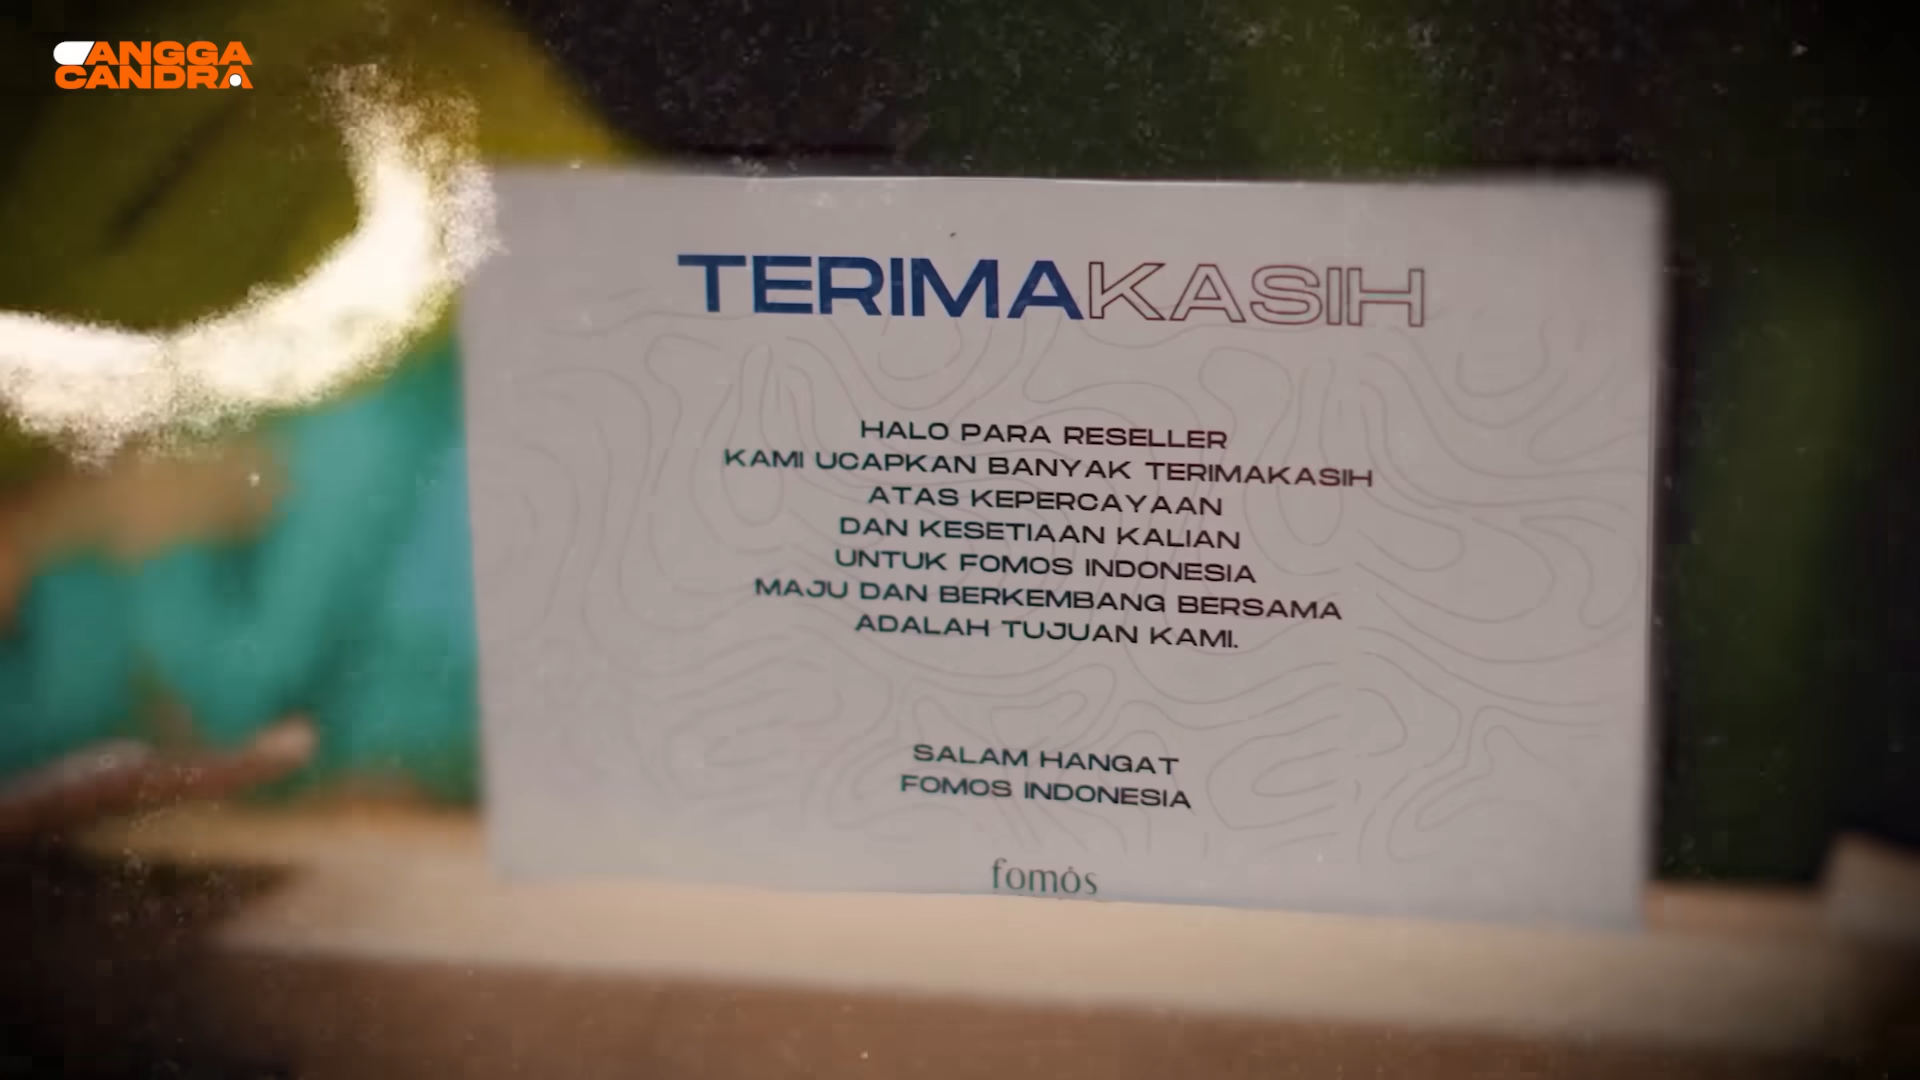 ANGGA
CANDRA
TERIMAKASIH
HALO PARA RESELLER
KAMI UCAPKAN BANYAK TERIMAKASIH
ATAS KEPERCAYAAN
DAN KESETIAAN KALIAN
UNTUK FOMOS INDONESIA
MAJU DAN BERKEMBANG BERSAMA
ADALAH TUJUAN KAMI.
SALAM HANGAT
FOMOS INDONESIA
fomós